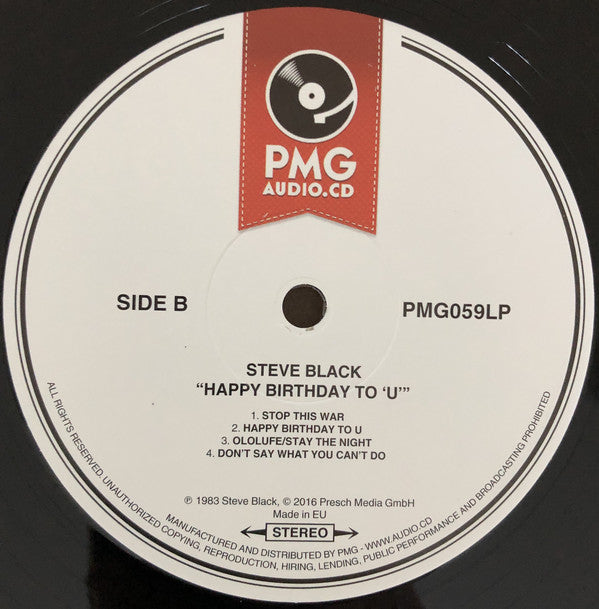 PMG
AUDIO.CD
SIDE B
PMG059LP
STEVE BLACK
“HAPPY BIRTHDAY TO ‘U’”
1. STOP THIS WAR
2. HAPPY BIRTHDAY TO U
3. OLOLUFE/STAY THE NIGHT
4. DON’T SAY WHAT YOU CAN’T DO
℗ 1983 Steve Black, © 2016 Presch Media GmbH
Made in EU
STEREO
MANUFACTURED AND DISTRIBUTED BY PMG - WWW.AUDIO.CD
ALL RIGHTS RESERVED, UNAUTHORIZED COPYING, REPRODUCTION, HIRING, LENDING, PUBLIC PERFORMANCE AND BROADCASTING PROHIBITED